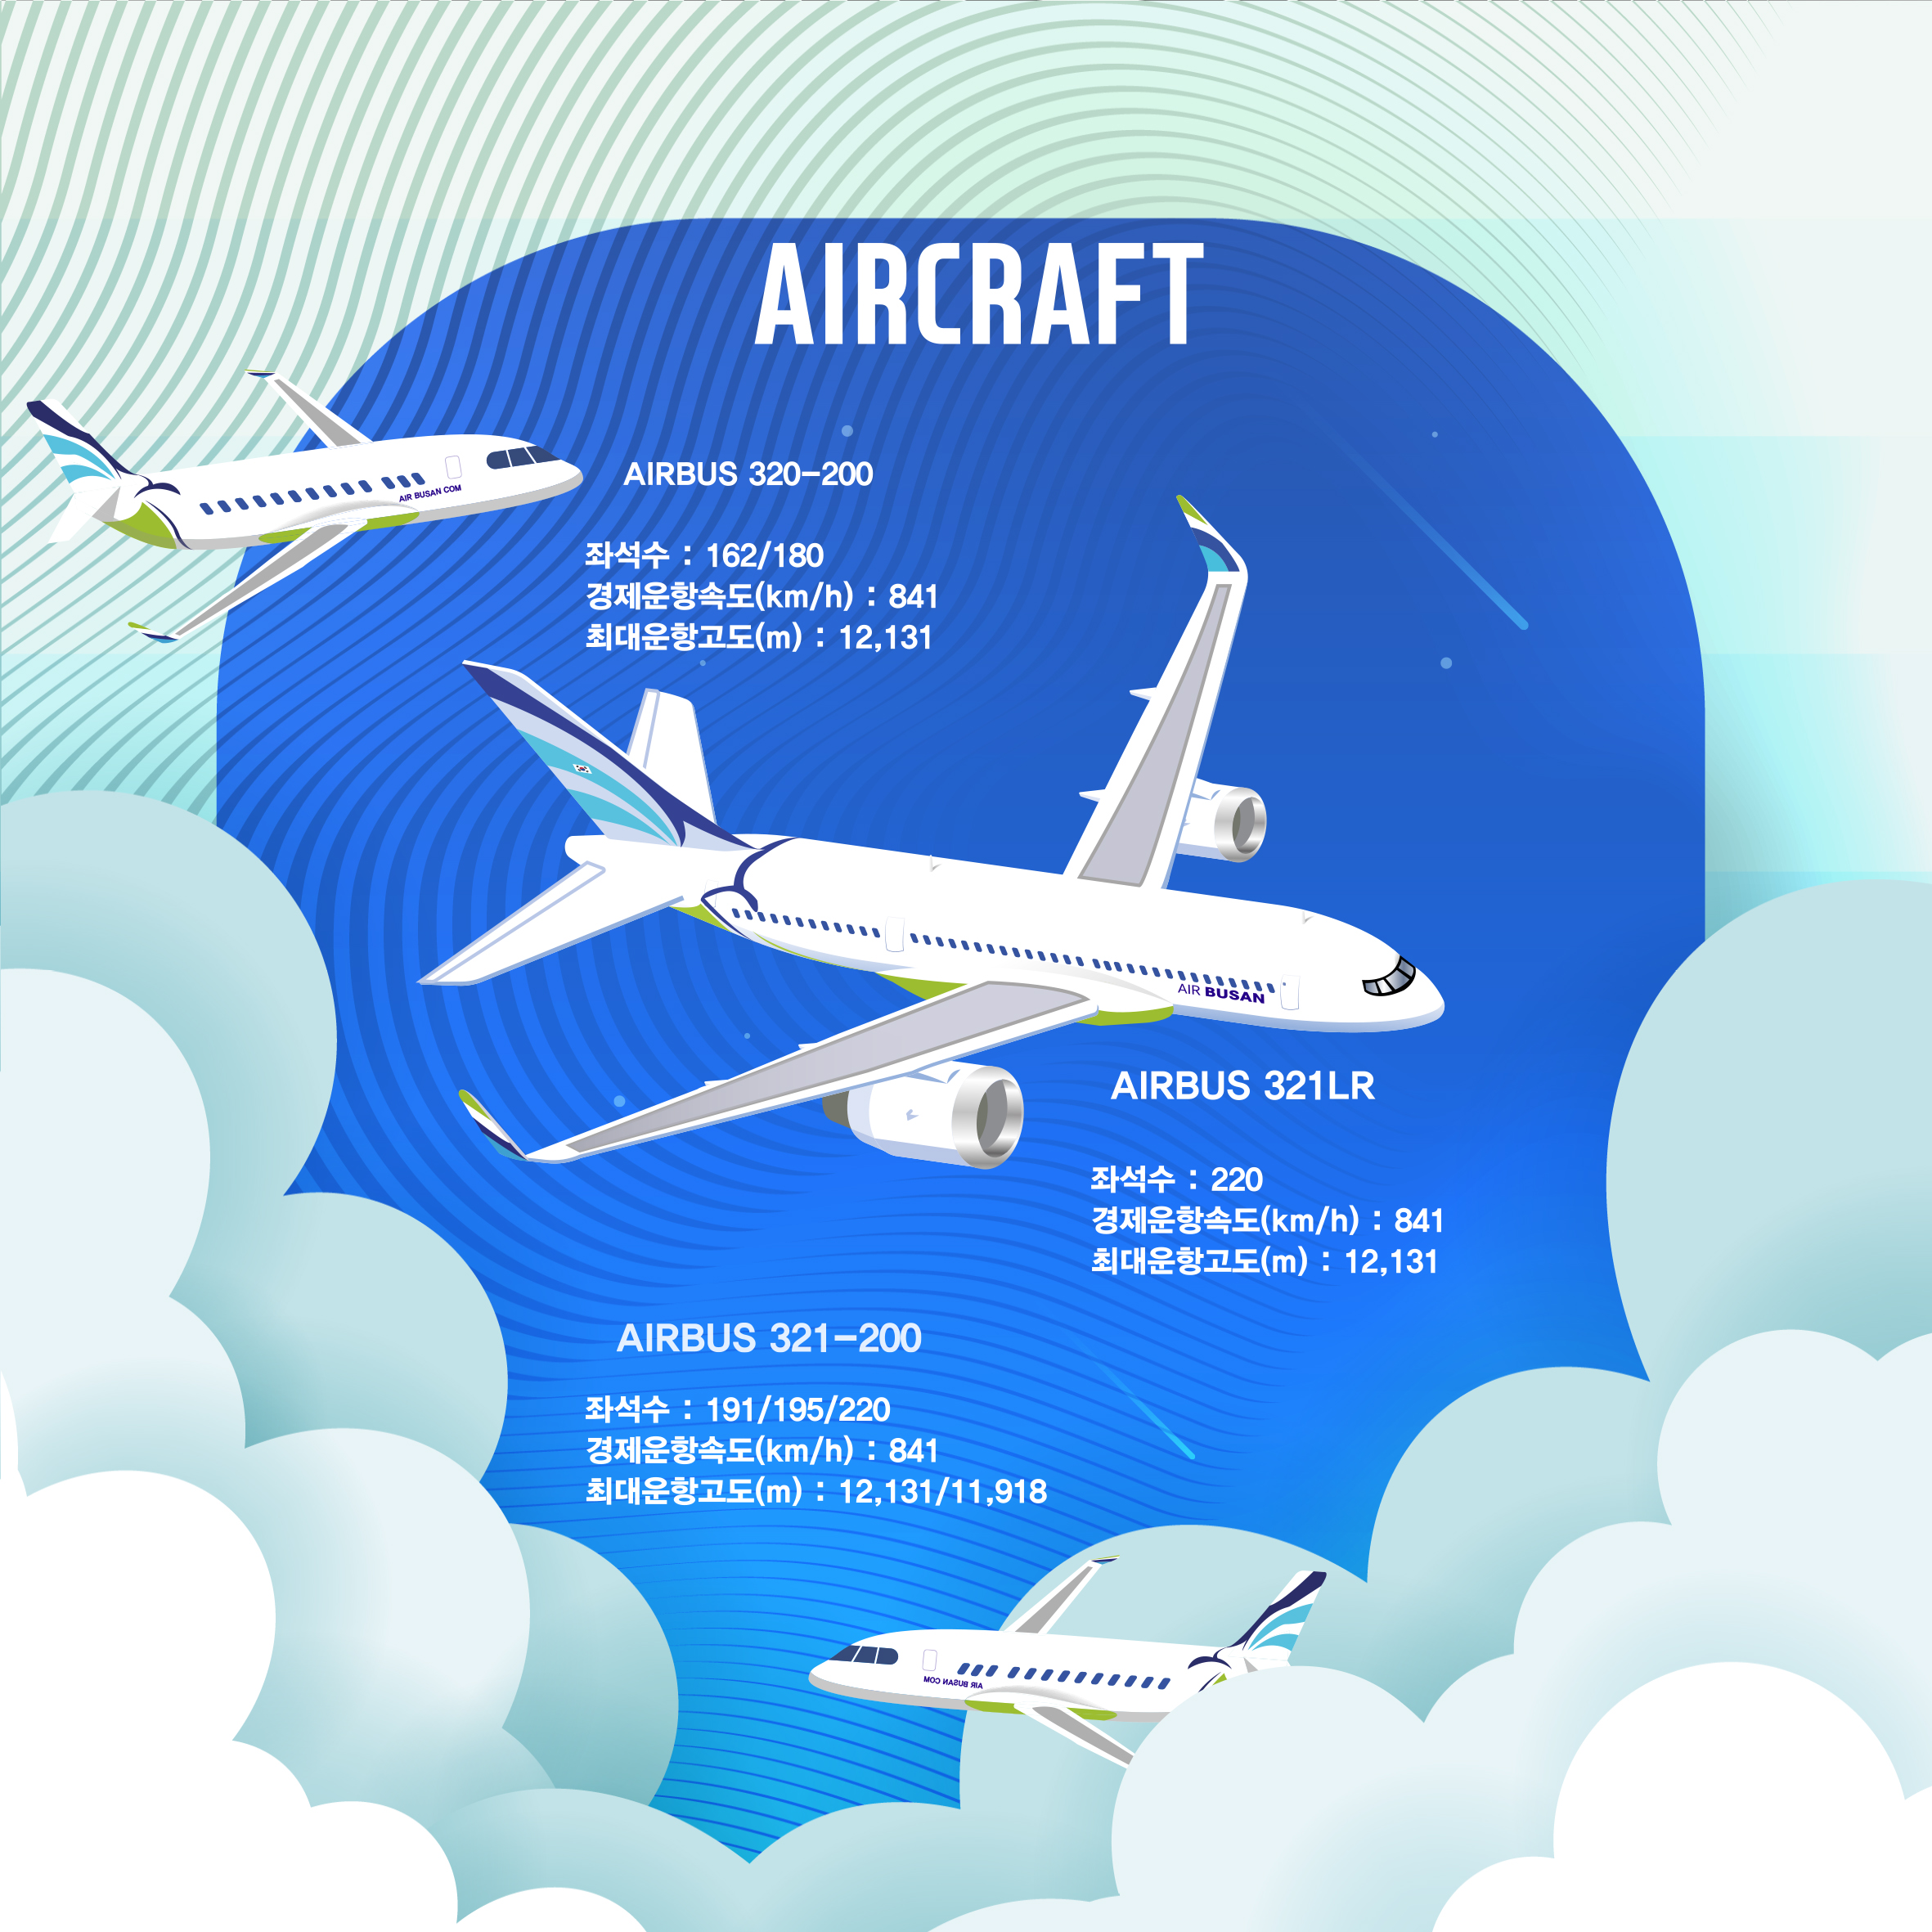 AIRCRAFT
AIRBUS 320-200
AIR BUSAN COM
좌석수 : 162/180
경제운항속도(km/h) : 841
최대운항고도(m) : 12,131
AIR BUSAN
AIRBUS 321LR
좌석수 : 220
경제운항속도(km/h) : 841
최대운항고도(m) : 12,131
AIRBUS 321-200
좌석수 : 191/195/220
경제운항속도(km/h) : 841
최대운항고도(m) : 12,131/11,918
AIR BUSAN COM